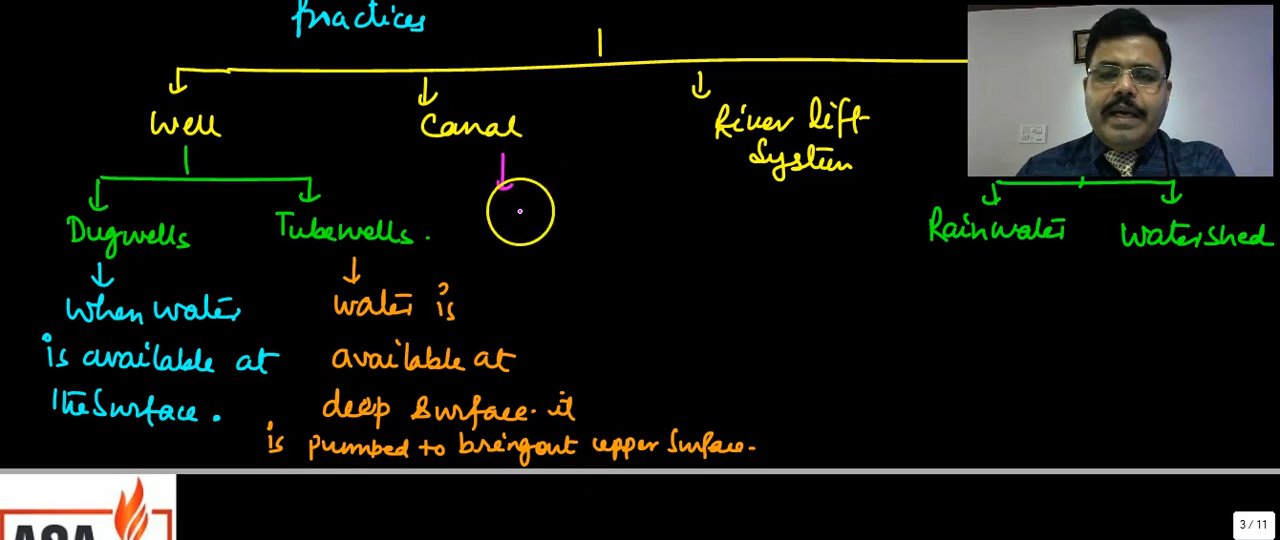 Practices
Well
Canal
River lift
System
Dugwells
Tubewells.
Rainwater
Watershed
When water
is available at
the Surface.
water is
available at
deep surface. it
is pumped to bringout upper surface.
3 / 11